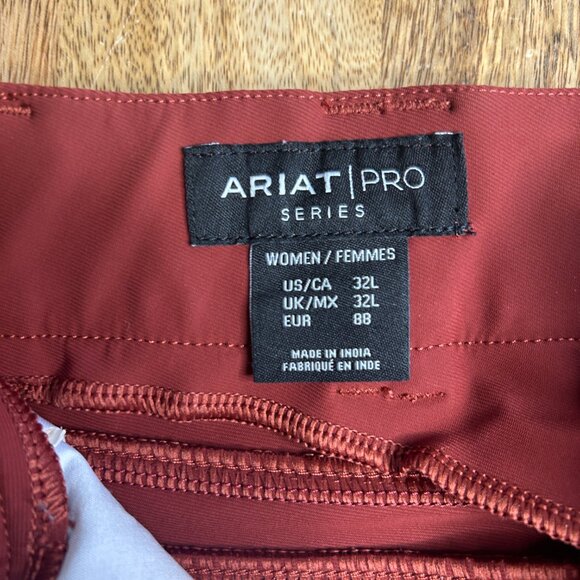 ARIAT|PRO
SERIES
WOMEN / FEMMES
US/CA 32L
UK/MX 32L
EUR 88
MADE IN INDIA
FABRIQUÉ EN INDE